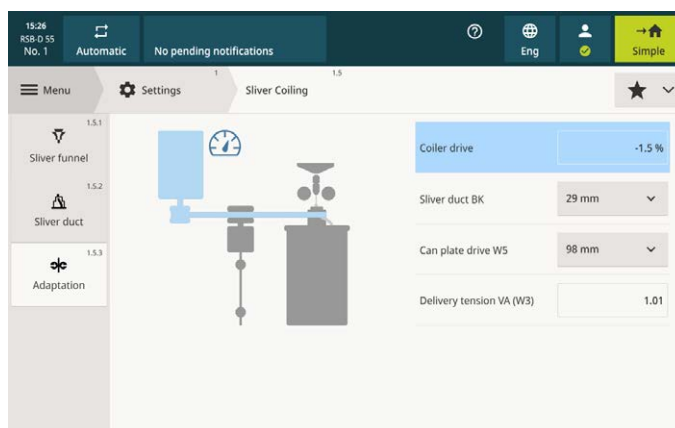 15:26
RSB-D 55
No. 1
Automatic
No pending notifications
Eng
Simple
Menu
Settings
1
Sliver Coiling
1.5
1.5.1
Sliver funnel
1.5.2
Sliver duct
1.5.3
Adaptation
Coiler drive
-1.5 %
Sliver duct BK
29 mm
Can plate drive W5
98 mm
Delivery tension VA (W3)
1.01